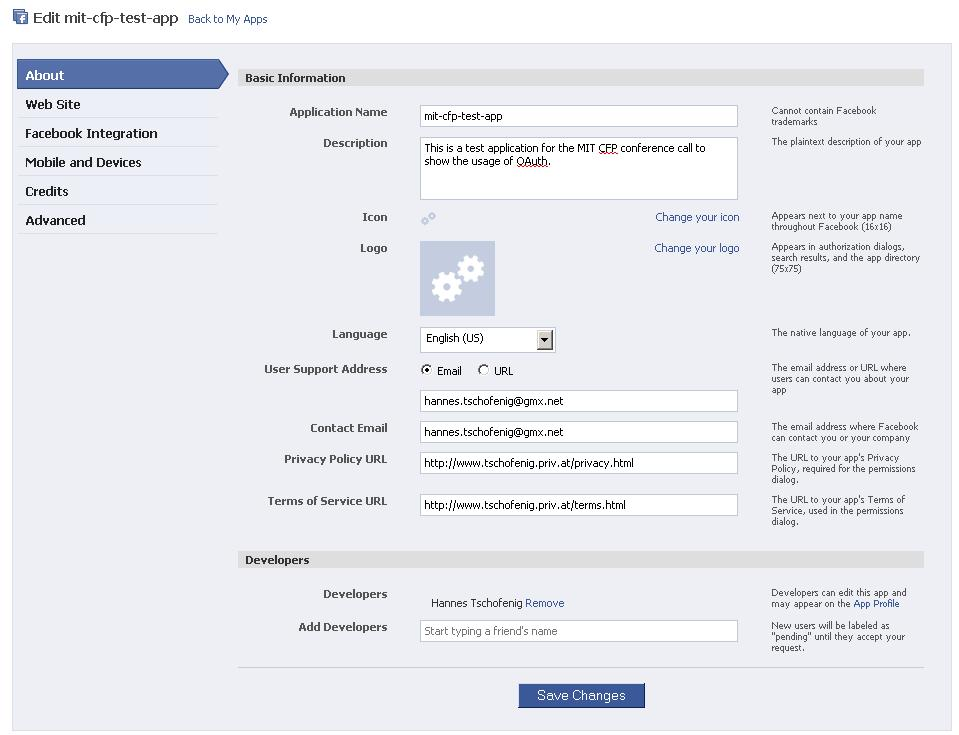 Edit mit-cfp-test-app Back to My Apps
About
Web Site
Facebook Integration
Mobile and Devices
Credits
Advanced
Basic Information
Application Name
mit-cfp-test-app
Cannot contain Facebook
trademarks
Description
This is a test application for the MIT CFP conference call to
show the usage of OAuth.
The plaintext description of your app
Icon
Change your icon
Appears next to your app name
throughout Facebook (16x16)
Logo
Change your logo
Appears in authorization dialogs,
search results, and the app directory
(75x75)
Language
English (US)
The native language of your app.
User Support Address
Email
URL
hannes.tschofenig@gmx.net
The email address or URL where
users can contact you about your
app
Contact Email
hannes.tschofenig@gmx.net
The email address where Facebook
can contact you or your company
Privacy Policy URL
http://www.tschofenig.priv.at/privacy.html
The URL to your app's Privacy
Policy, required for the permissions
dialog.
Terms of Service URL
http://www.tschofenig.priv.at/terms.html
The URL to your app's Terms of
Service, used in the permissions
dialog.
Developers
Developers
Hannes Tschofenig Remove
Developers can edit this app and
may appear on the App Profile
Add Developers
Start typing a friend's name
New users will be labeled as
"pending" until they accept your
request.
Save Changes